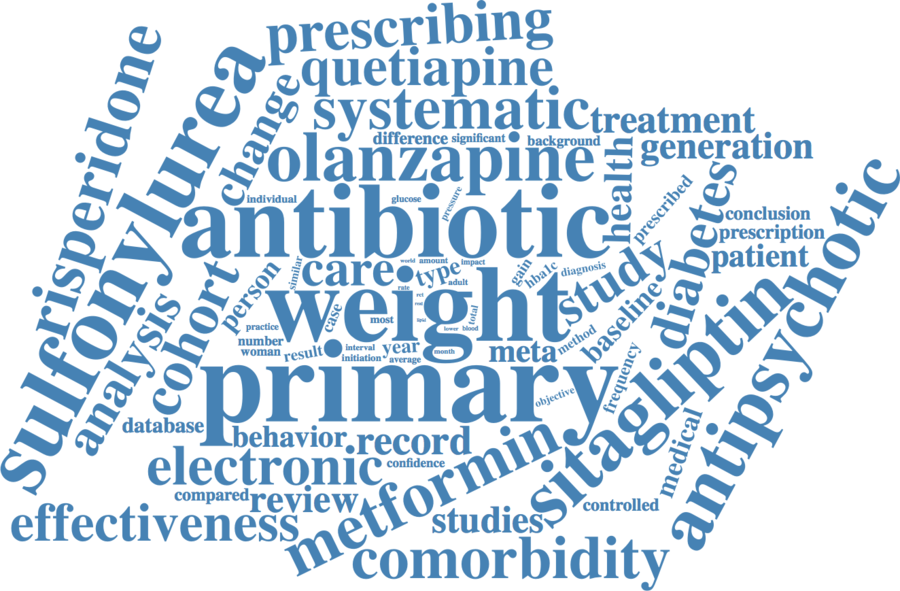 prescribing
quetiapine
systematic
risperidone
sulfonylurea
change
treatment
generation
difference
significant
background
olanzapine
health
prescribed
diabetes
individual
glucose
pressure
antibiotic
conclusion
prescription
patient
antipsychotic
cohort
person
similar
care
world
amount
impact
type
adult
gain
hba1c
diagnosis
study
baseline
analysis
weight
rate
rct
risk
lipid
case
most
total
lower
blood
practice
number
woman
result
interval
initiation
year
average
month
meta
method
primary
objective
frequency
sitagliptin
medical
database
behavior
record
electronic
confidence
metformin
compared
review
controlled
effectiveness
studies
comorbidity